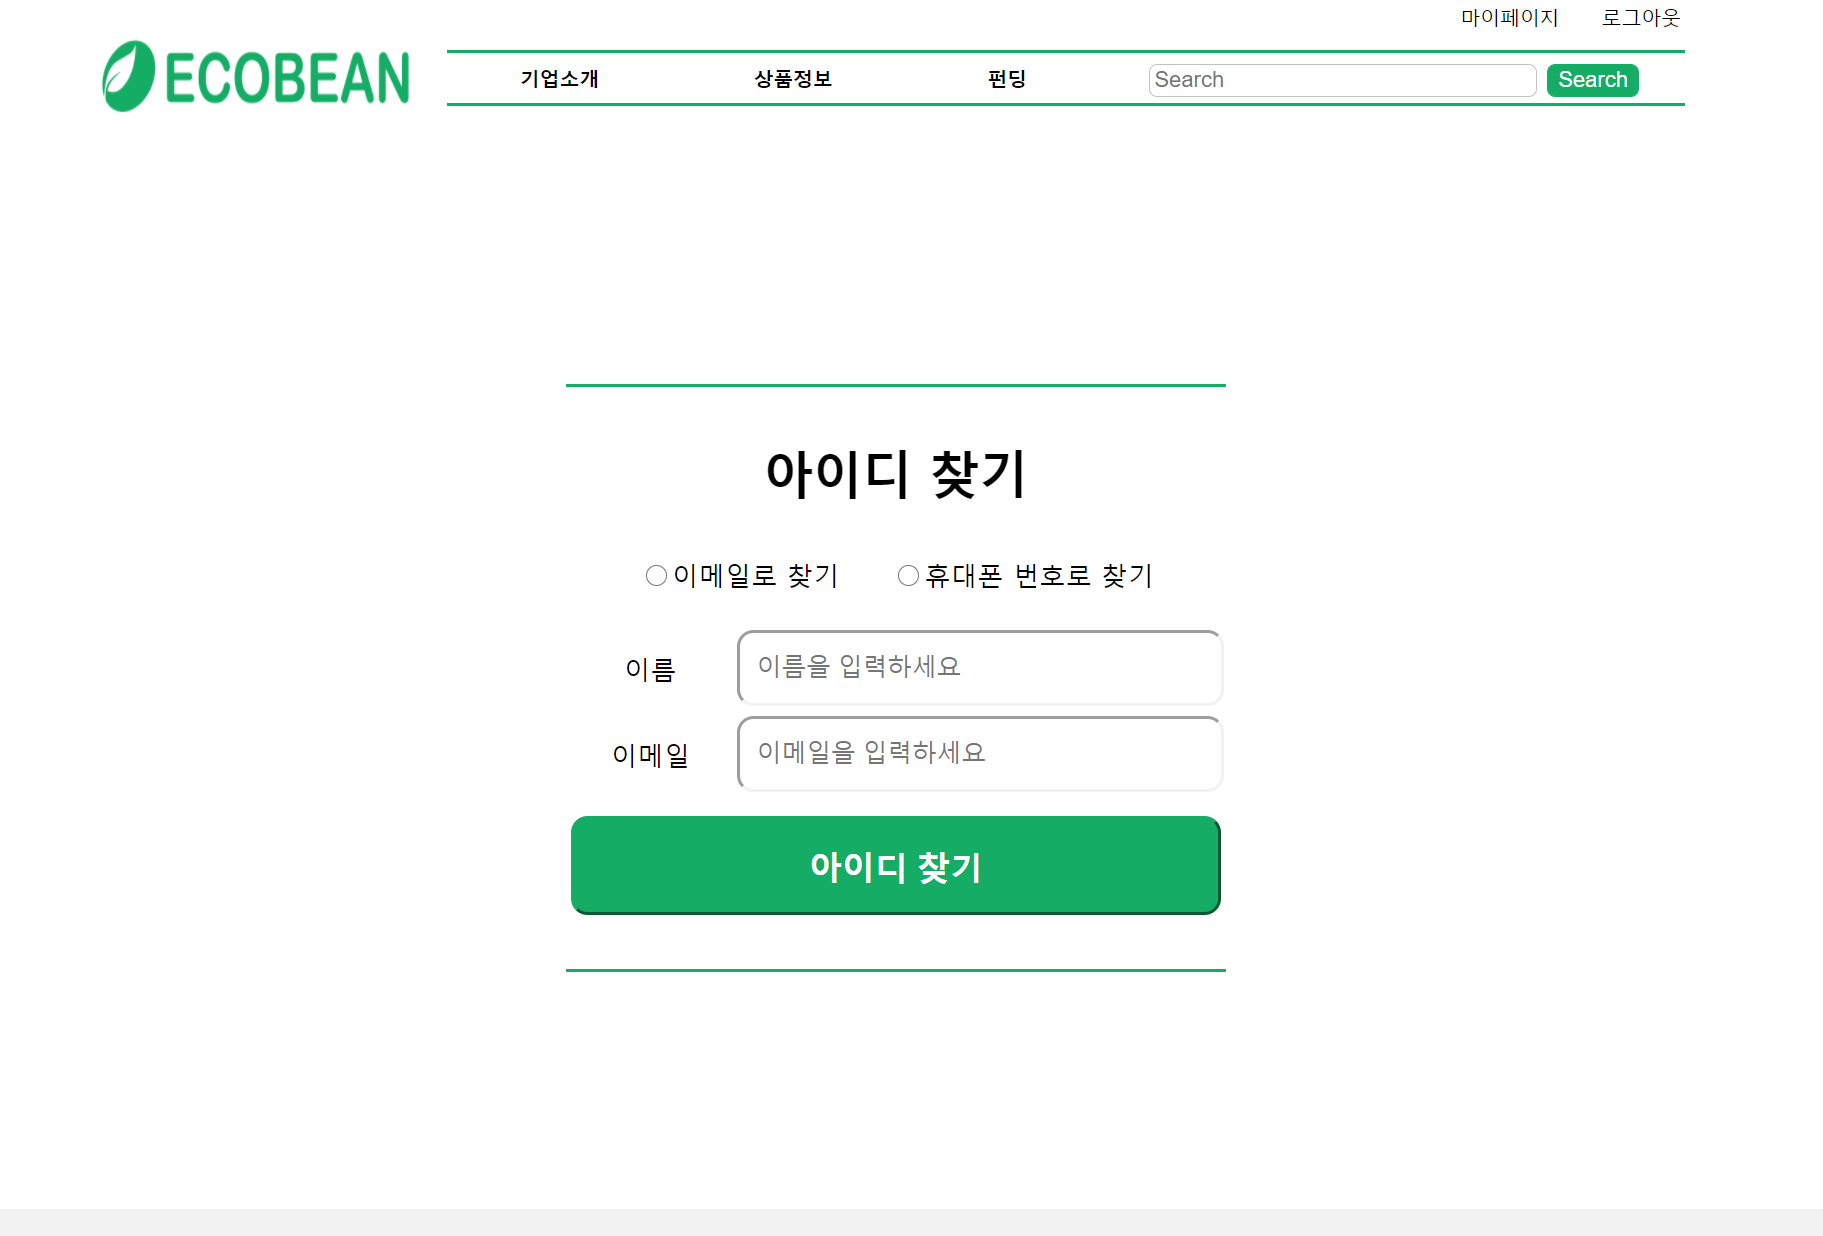 마이페이지 로그아웃
ECOBEAN 기업소개 상품정보 펀딩 Search Search
아이디 찾기
이메일로 찾기 휴대폰 번호로 찾기
이름 이름을 입력하세요
이메일 이메일을 입력하세요
아이디 찾기